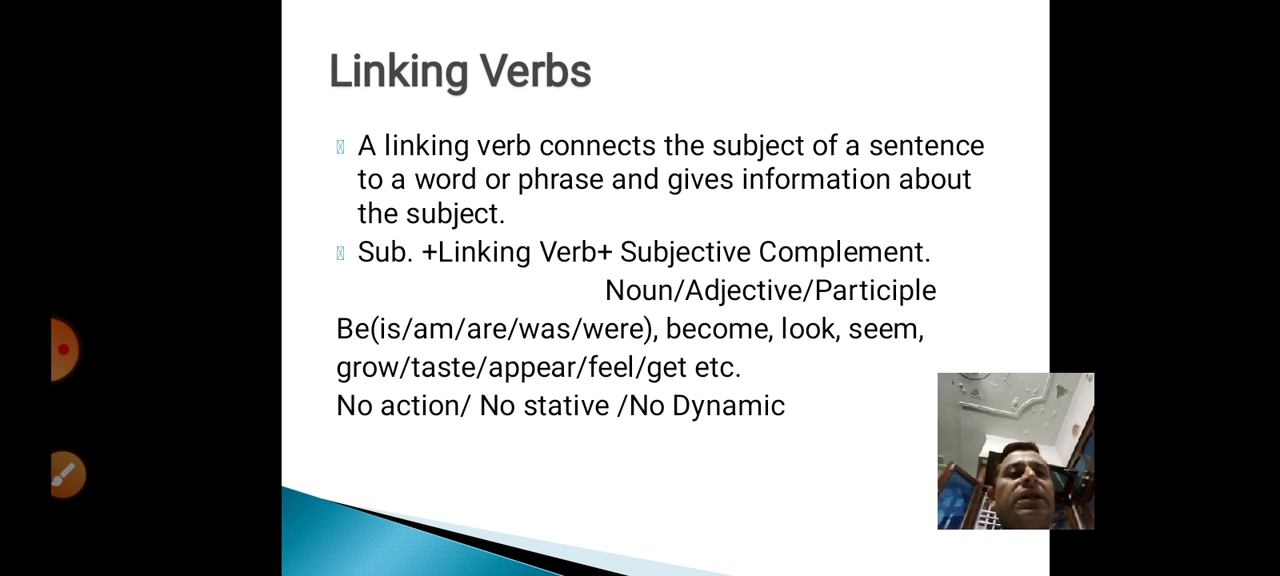 Linking Verbs
A linking verb connects the subject of a sentence
to a word or phrase and gives information about
the subject.
Sub. +Linking Verb+ Subjective Complement.
Noun/Adjective/Participle
Be(is/am/are/was/were), become, look, seem,
grow/taste/appear/feel/get etc.
No action/ No stative /No Dynamic